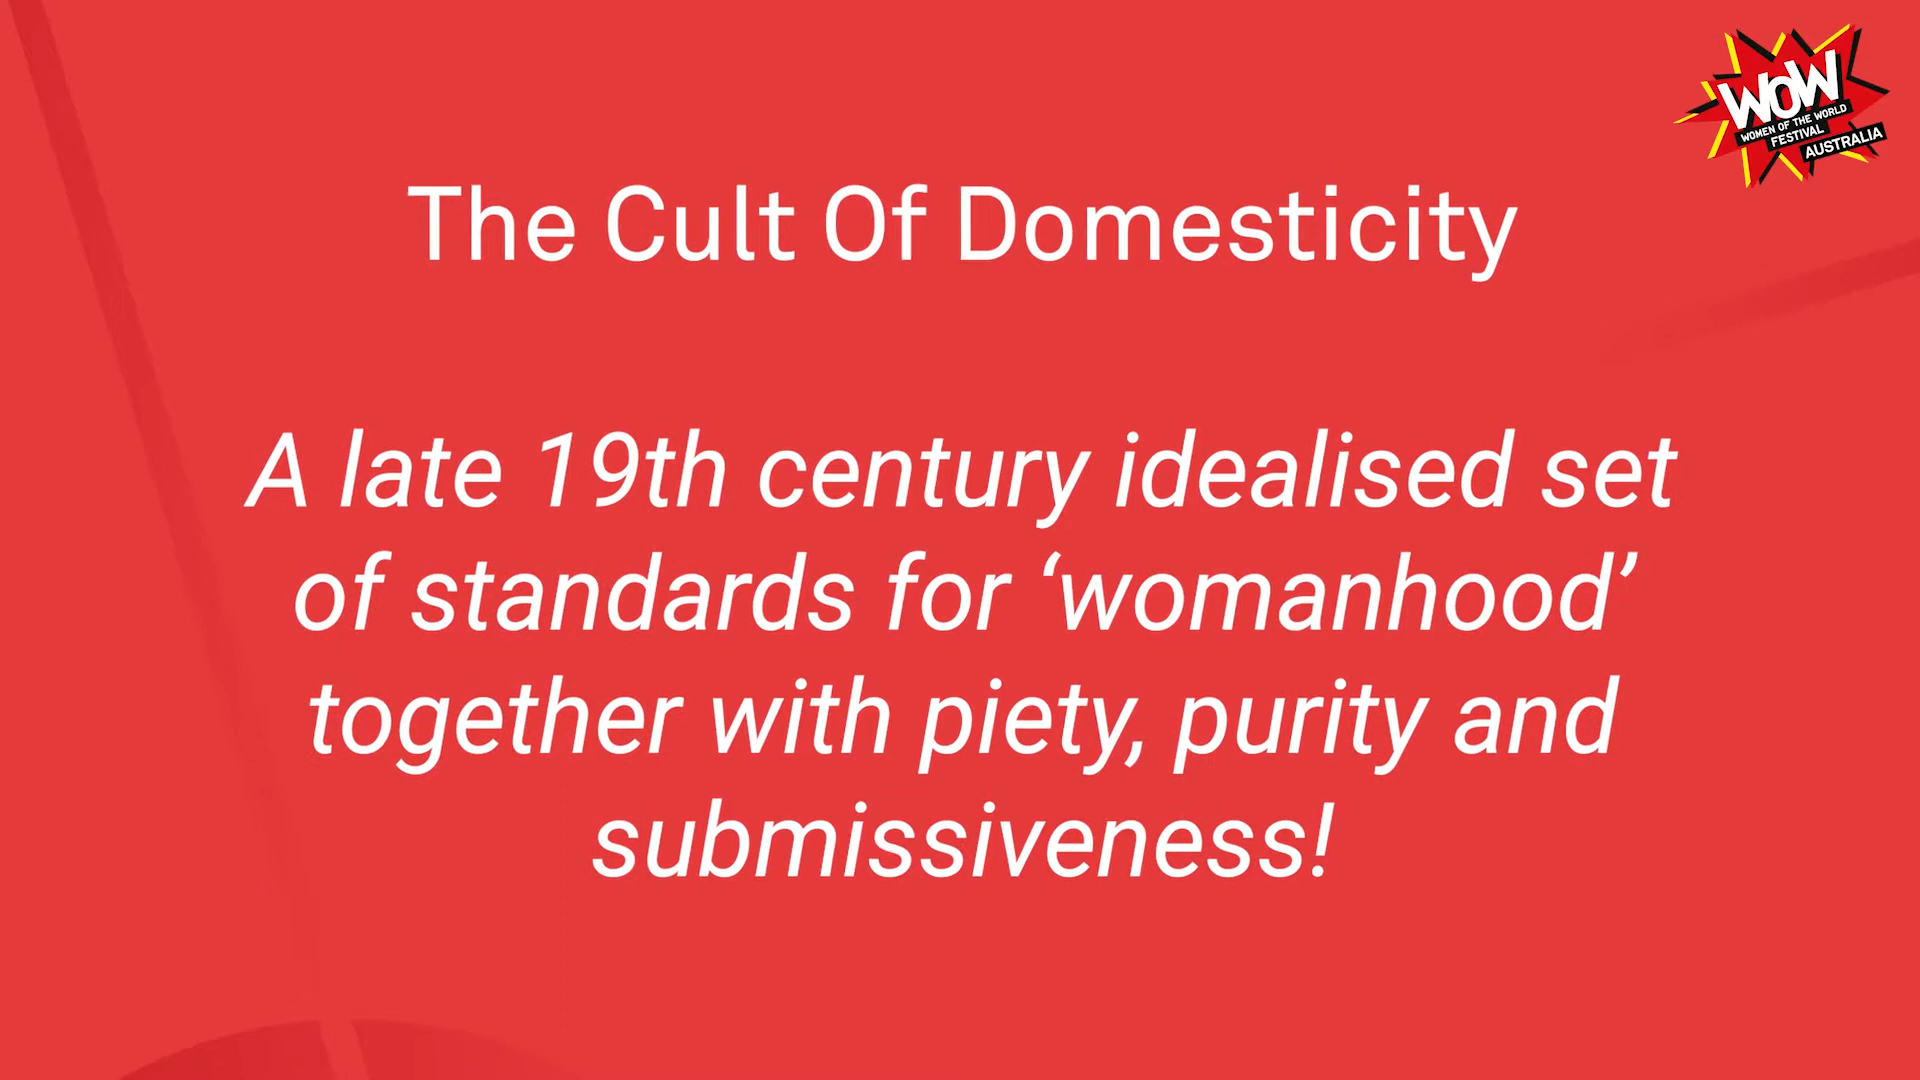 WOW
WOMEN OF THE WORLD
FESTIVAL
AUSTRALIA
The Cult Of Domesticity
A late 19th century idealised set
of standards for ‘womanhood’
together with piety, purity and
submissiveness!